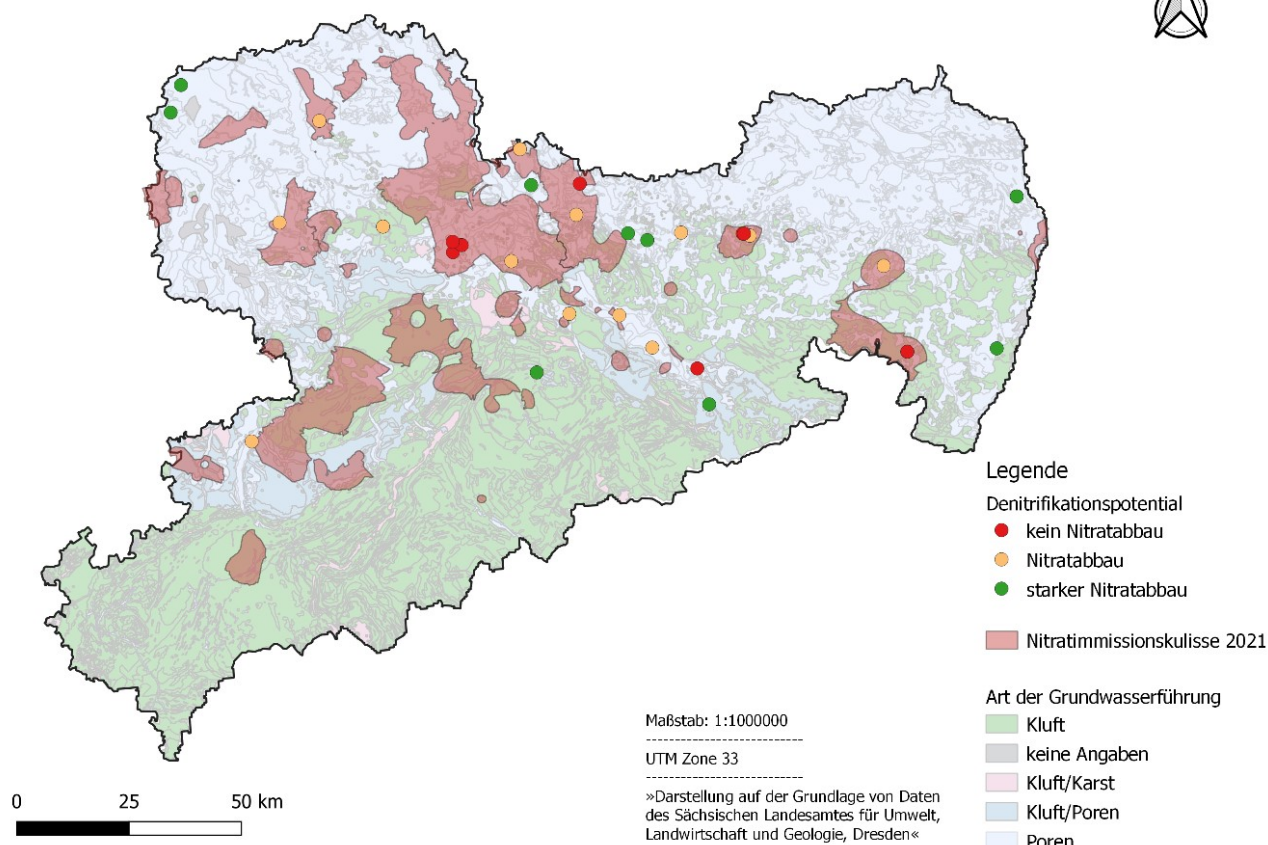 Legende
Denitrifikationspotential
kein Nitratabbau
Nitratabbau
starker Nitratabbau
Nitratimmissionskulisse 2021
Art der Grundwasserführung
Kluft
keine Angaben
Kluft/Karst
Kluft/Poren
Poren
Maßstab: 1:1000000
------------------------
UTM Zone 33
------------------------
»Darstellung auf der Grundlage von Daten
des Sächsischen Landesamtes für Umwelt,
Landwirtschaft und Geologie, Dresden«
0 25 50 km